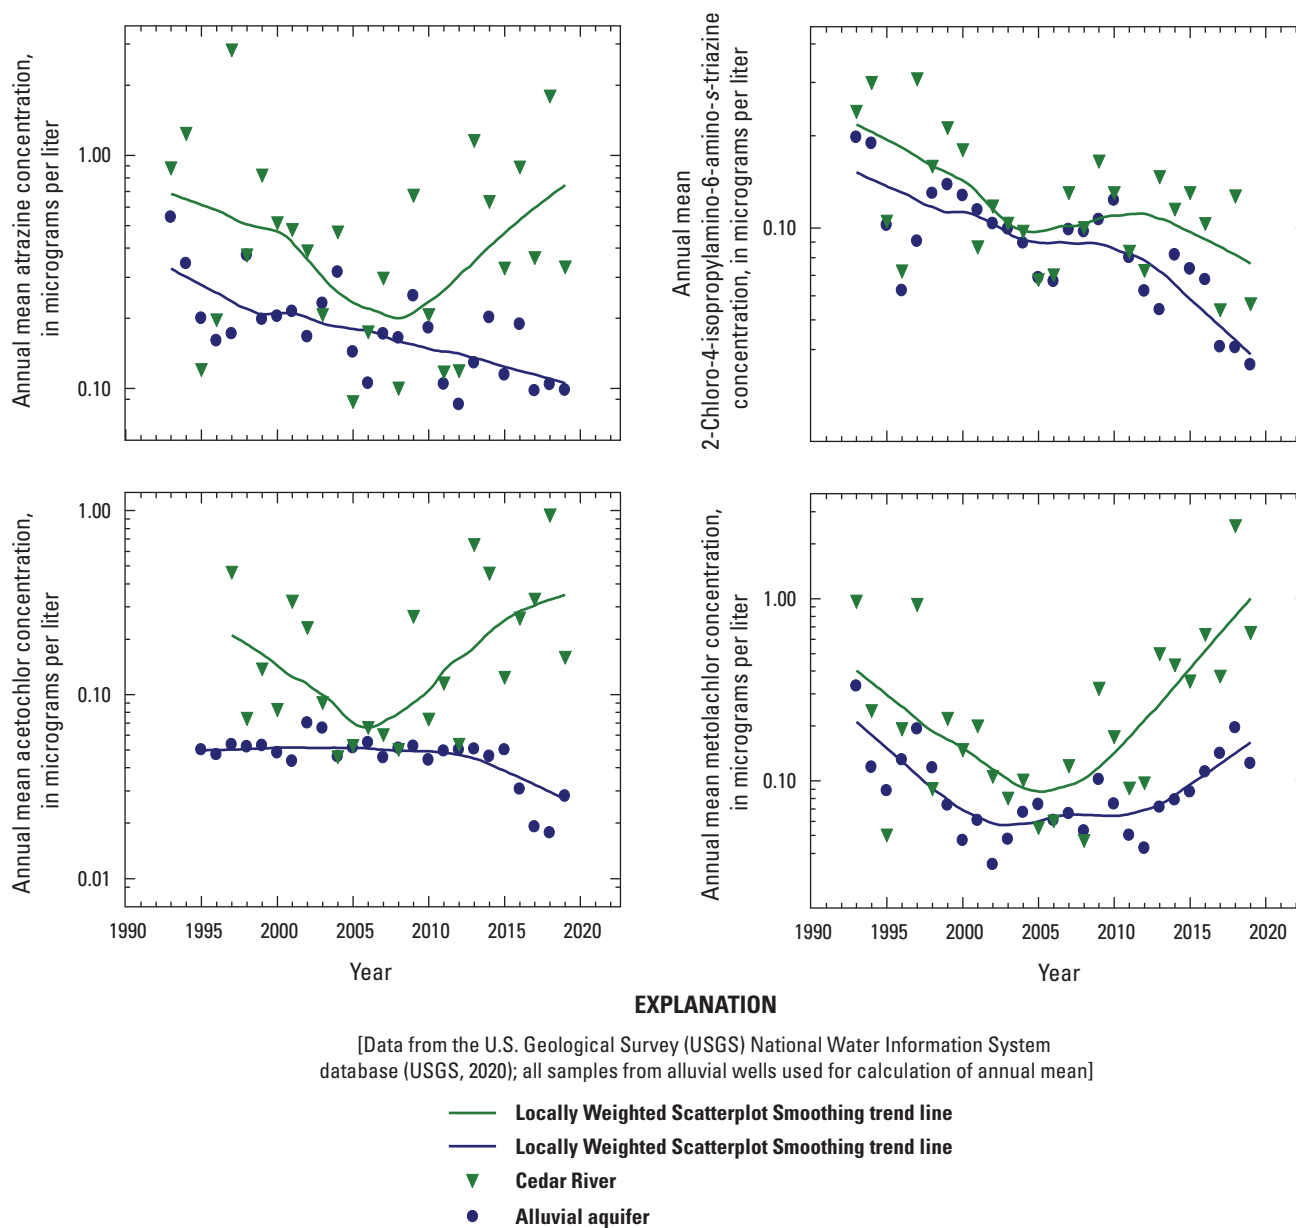 Annual mean atrazine concentration,
in micrograms per liter
1.00
0.10
Annual mean
2-Chloro-4-isopropylamino-6-amino-s-triazine
concentration, in micrograms per liter
0.10
Annual mean acetochlor concentration,
in micrograms per liter
1.00
0.10
0.01
1990 1995 2000 2005 2010 2015 2020
Year
Annual mean metolachlor concentration,
in micrograms per liter
1.00
0.10
1990 1995 2000 2005 2010 2015 2020
Year
EXPLANATION
[Data from the U.S. Geological Survey (USGS) National Water Information System
database (USGS, 2020); all samples from alluvial wells used for calculation of annual mean]
Locally Weighted Scatterplot Smoothing trend line
Locally Weighted Scatterplot Smoothing trend line
Cedar River
Alluvial aquifer